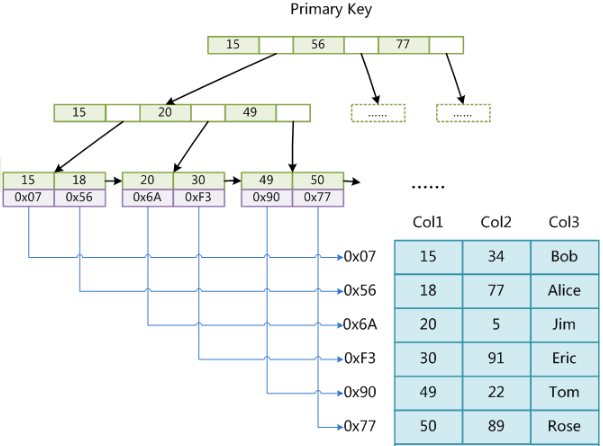 Primary Key
15 56 77
15 20 49
...... ......
15 18 20 30 49 50
0x07 0x56 0x6A 0xF3 0x90 0x77
......
Col1 Col2 Col3
0x07 15 34 Bob
0x56 18 77 Alice
0x6A 20 5 Jim
0xF3 30 91 Eric
0x90 49 22 Tom
0x77 50 89 Rose